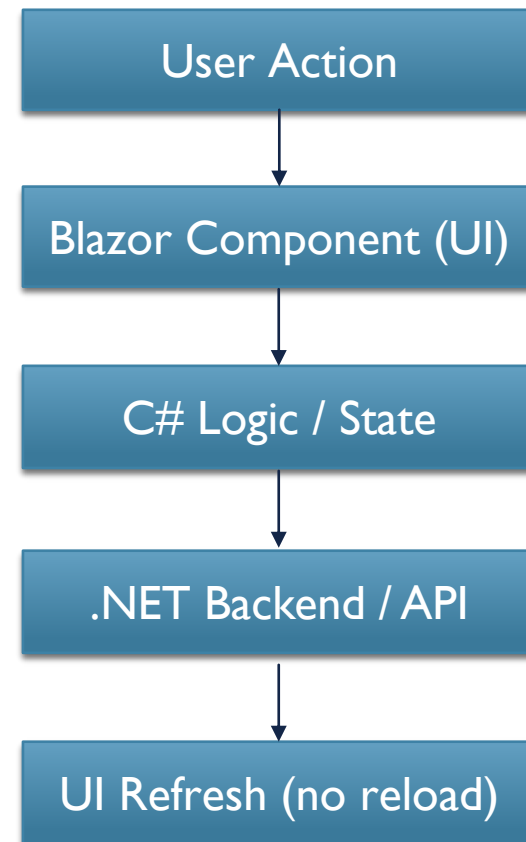 User Action
Blazor Component (UI)
C# Logic / State
.NET Backend / API
UI Refresh (no reload)